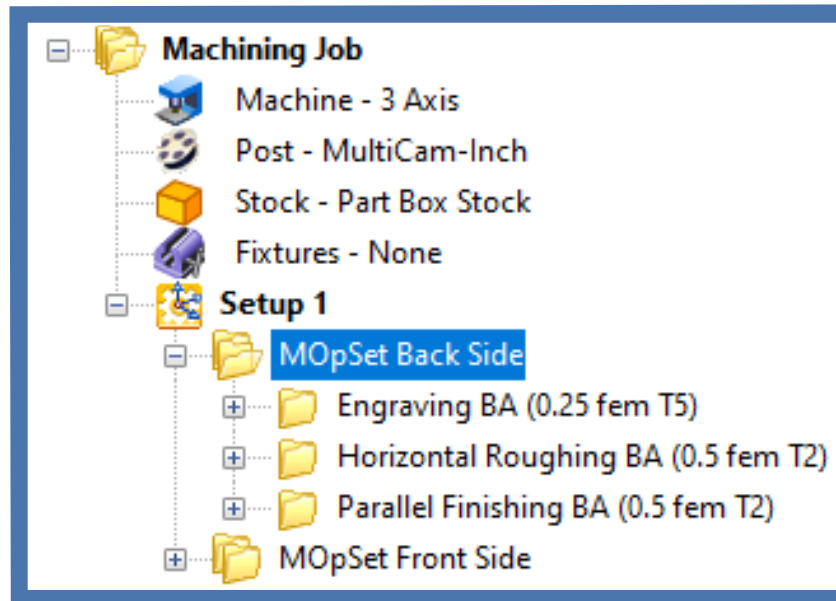 Machining Job
Machine - 3 Axis
Post - MultiCam-Inch
Stock - Part Box Stock
Fixtures - None
Setup 1
MOpSet Back Side
Engraving BA (0.25 fem T5)
Horizontal Roughing BA (0.5 fem T2)
Parallel Finishing BA (0.5 fem T2)
MOpSet Front Side